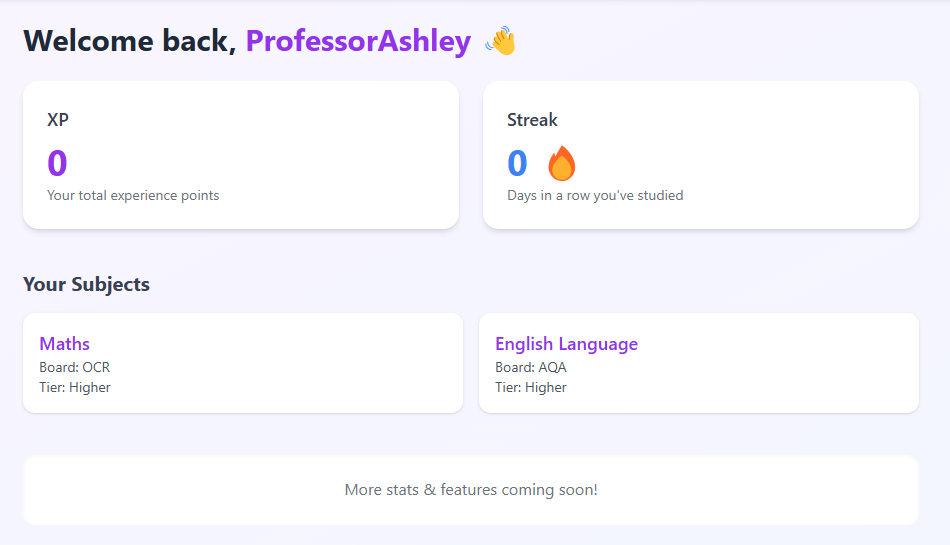 Welcome back, ProfessorAshley 👋
XP
0
Your total experience points
Streak
0 🔥
Days in a row you've studied
Your Subjects
Maths
Board: OCR
Tier: Higher
English Language
Board: AQA
Tier: Higher
More stats & features coming soon!